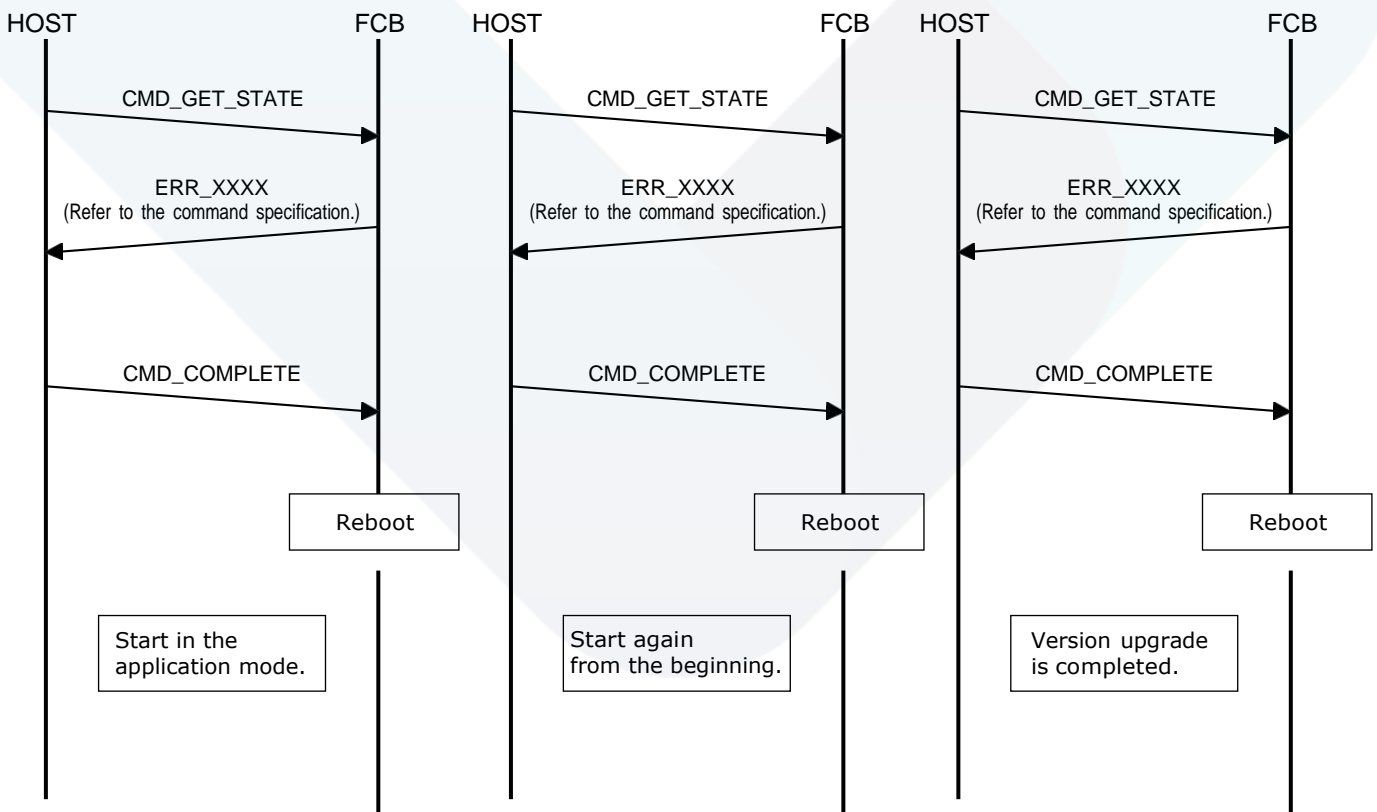 HOST FCB HOST FCB HOST FCB
CMD_GET_STATE CMD_GET_STATE CMD_GET_STATE
ERR_XXXX ERR_XXXX ERR_XXXX
(Refer to the command specification.) (Refer to the command specification.) (Refer to the command specification.)
CMD_COMPLETE CMD_COMPLETE CMD_COMPLETE
Reboot Reboot Reboot
Start in the
application mode.
Start again
from the beginning.
Version upgrade
is completed.